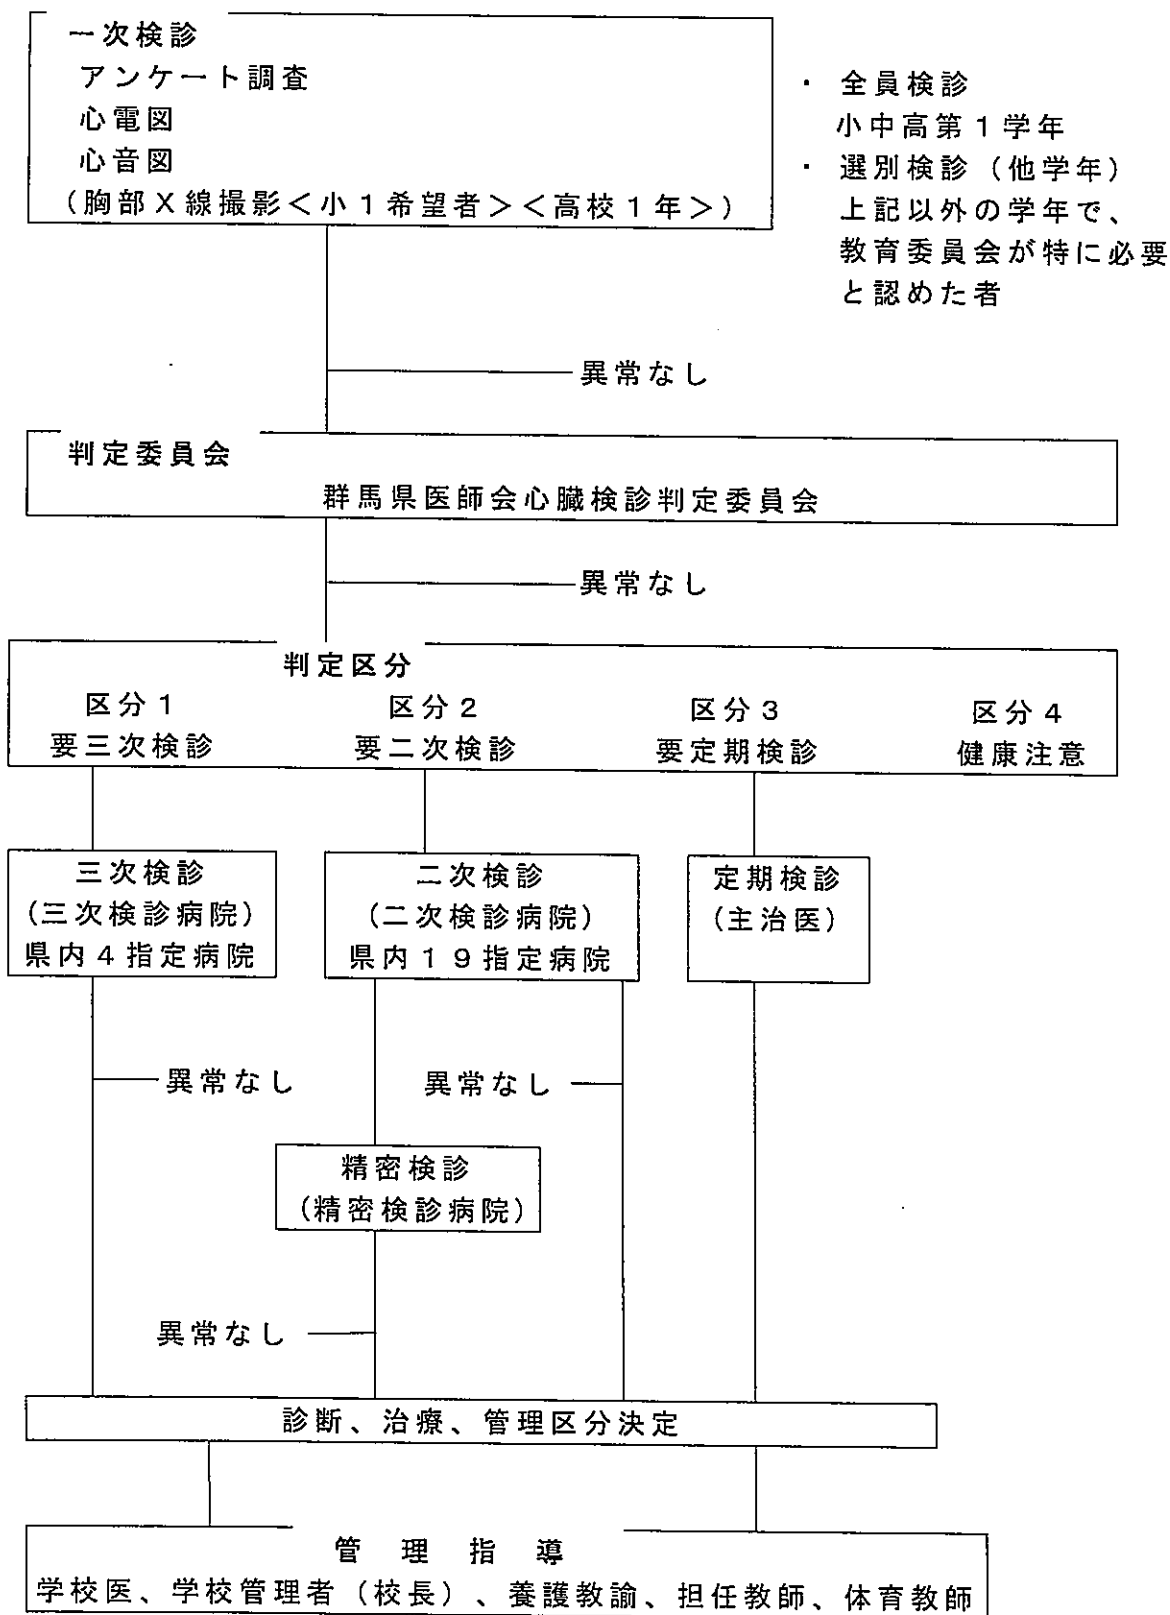 一次検診
アンケート調査
心電図
心音図
(胸部X線撮影<小1希望者><高校1年>)
・ 全員検診
小中高第1学年
・ 選別検診(他学年)
上記以外の学年で、
教育委員会が特に必要
と認めた者
異常なし
判定委員会
群馬県医師会心臓検診判定委員会
異常なし
判定区分
区分1 区分2 区分3 区分4
要三次検診 要二次検診 要定期検診 健康注意
三次検診
(三次検診病院)
県内4指定病院
二次検診
(二次検診病院)
県内19指定病院
定期検診
(主治医)
異常なし
異常なし
精密検診
(精密検診病院)
異常なし
診断、治療、管理区分決定
管理指導
学校医、学校管理者(校長)、養護教諭、担任教師、体育教師